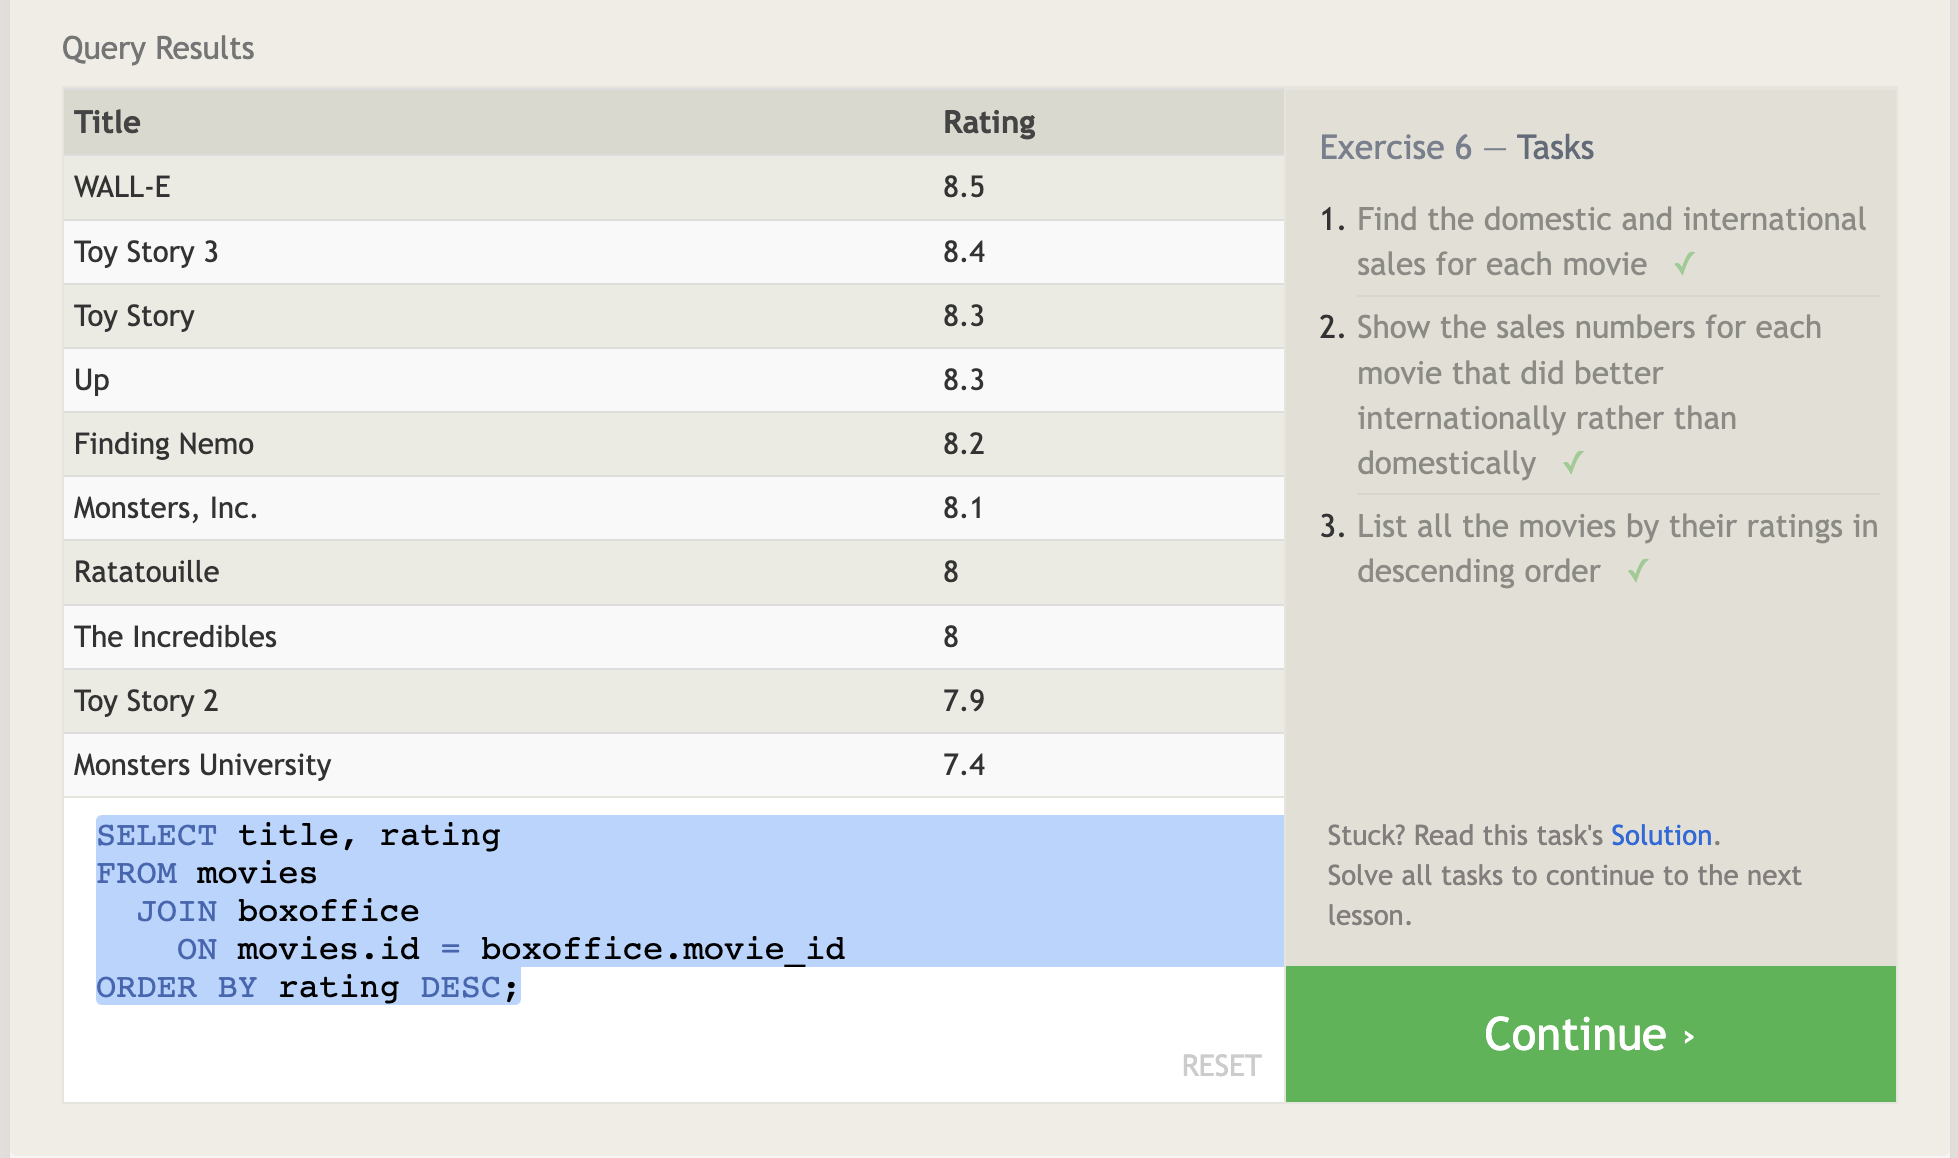 Query Results
Title Rating
WALL-E 8.5
Toy Story 3 8.4
Toy Story 8.3
Up 8.3
Finding Nemo 8.2
Monsters, Inc. 8.1
Ratatouille 8
The Incredibles 8
Toy Story 2 7.9
Monsters University 7.4
SELECT title, rating
FROM movies
  JOIN boxoffice
    ON movies.id = boxoffice.movie_id
ORDER BY rating DESC;
RESET
Exercise 6 — Tasks
1. Find the domestic and international
sales for each movie ✓
2. Show the sales numbers for each
movie that did better
internationally rather than
domestically ✓
3. List all the movies by their ratings in
descending order ✓
Stuck? Read this task's Solution.
Solve all tasks to continue to the next
lesson.
Continue ›